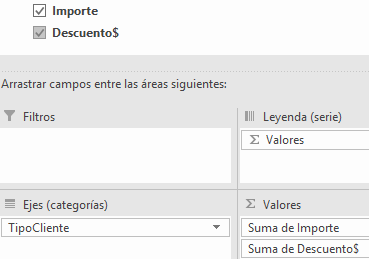 Importe
Descuento$
Arrastrar campos entre las áreas siguientes:
Filtros
Leyenda (serie)
Σ Valores
Ejes (categorías)
Σ Valores
TipoCliente
Suma de Importe
Suma de Descuento$